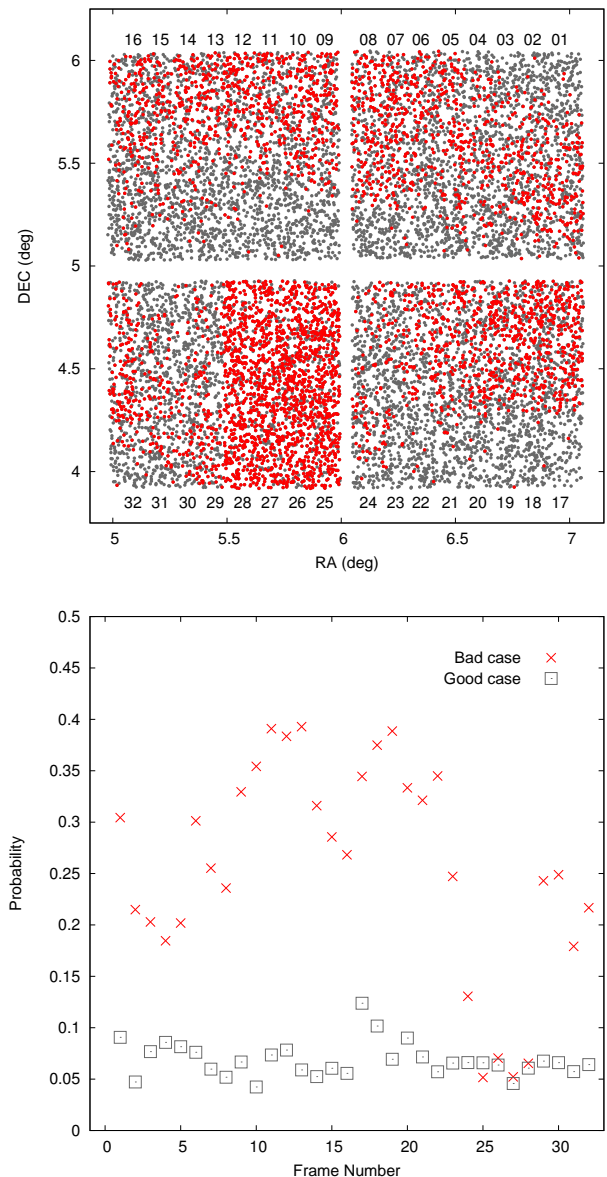 16 15 14 13 12 11 10 09 08 07 06 05 04 03 02 01
6
5.5
5
4.5
4
DEC (deg)
32 31 30 29 28 27 26 25 24 23 22 21 20 19 18 17
5 5.5 6 6.5 7
RA (deg)
0.5
0.45
0.4
0.35
0.3
0.25
0.2
0.15
0.1
0.05
0
Probability
Bad case
Good case
0 5 10 15 20 25 30
Frame Number